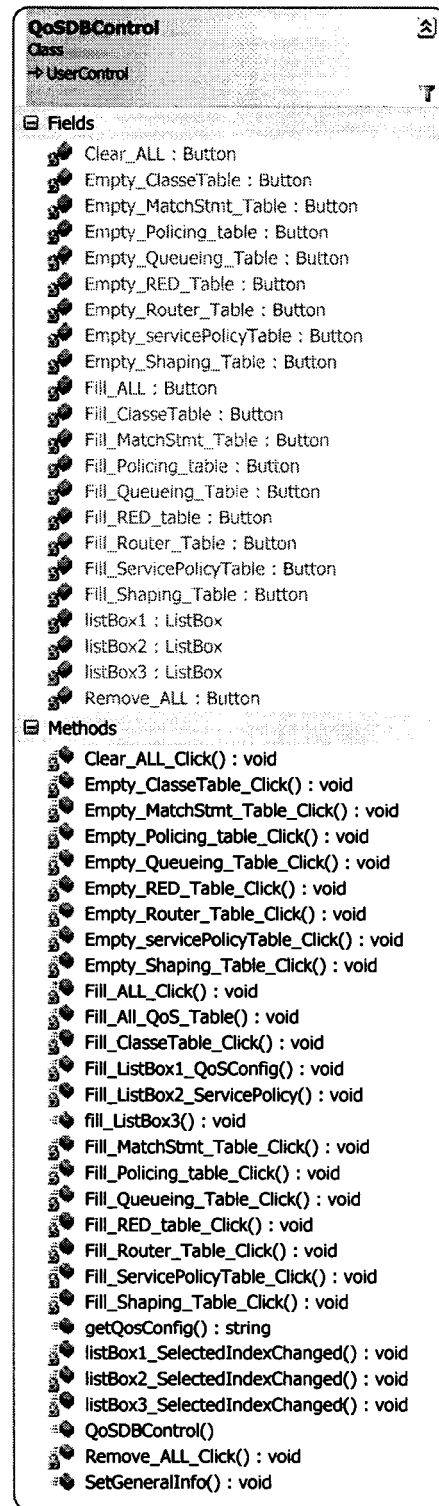 QoSDBControl
Class
→ UserControl
Fields
Clear_ALL : Button
Empty_ClasseTable : Button
Empty_MatchStmt_Table : Button
Empty_Policing_table : Button
Empty_Queueing_Table : Button
Empty_RED_Table : Button
Empty_Router_Table : Button
Empty_servicePolicyTable : Button
Empty_Shaping_Table : Button
Fill_ALL : Button
Fill_ClasseTable : Button
Fill_MatchStmt_Table : Button
Fill_Policing_table : Button
Fill_Queueing_Table : Button
Fill_RED_table : Button
Fill_Router_Table : Button
Fill_ServicePolicyTable : Button
Fill_Shaping_Table : Button
listBox1 : ListBox
listBox2 : ListBox
listBox3 : ListBox
Remove_ALL : Button
Methods
Clear_ALL_Click() : void
Empty_ClasseTable_Click() : void
Empty_MatchStmt_Table_Click() : void
Empty_Policing_table_Click() : void
Empty_Queueing_Table_Click() : void
Empty_RED_Table_Click() : void
Empty_Router_Table_Click() : void
Empty_servicePolicyTable_Click() : void
Empty_Shaping_Table_Click() : void
Fill_ALL_Click() : void
Fill_All_QoS_Table() : void
Fill_ClasseTable_Click() : void
Fill_ListBox1_QoSConfig() : void
Fill_ListBox2_ServicePolicy() : void
fill_ListBox3() : void
Fill_MatchStmt_Table_Click() : void
Fill_Policing_table_Click() : void
Fill_Queueing_Table_Click() : void
Fill_RED_table_Click() : void
Fill_Router_Table_Click() : void
Fill_ServicePolicyTable_Click() : void
Fill_Shaping_Table_Click() : void
getQosConfig() : string
listBox1_SelectedIndexChanged() : void
listBox2_SelectedIndexChanged() : void
listBox3_SelectedIndexChanged() : void
QoSDBControl()
Remove_ALL_Click() : void
SetGeneralInfo() : void